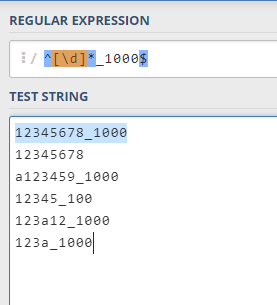 REGULAR EXPRESSION
⋮ / ^[\d]*_1000$
TEST STRING
12345678_1000
12345678
a123459_1000
12345_100
123a12_1000
123a_1000